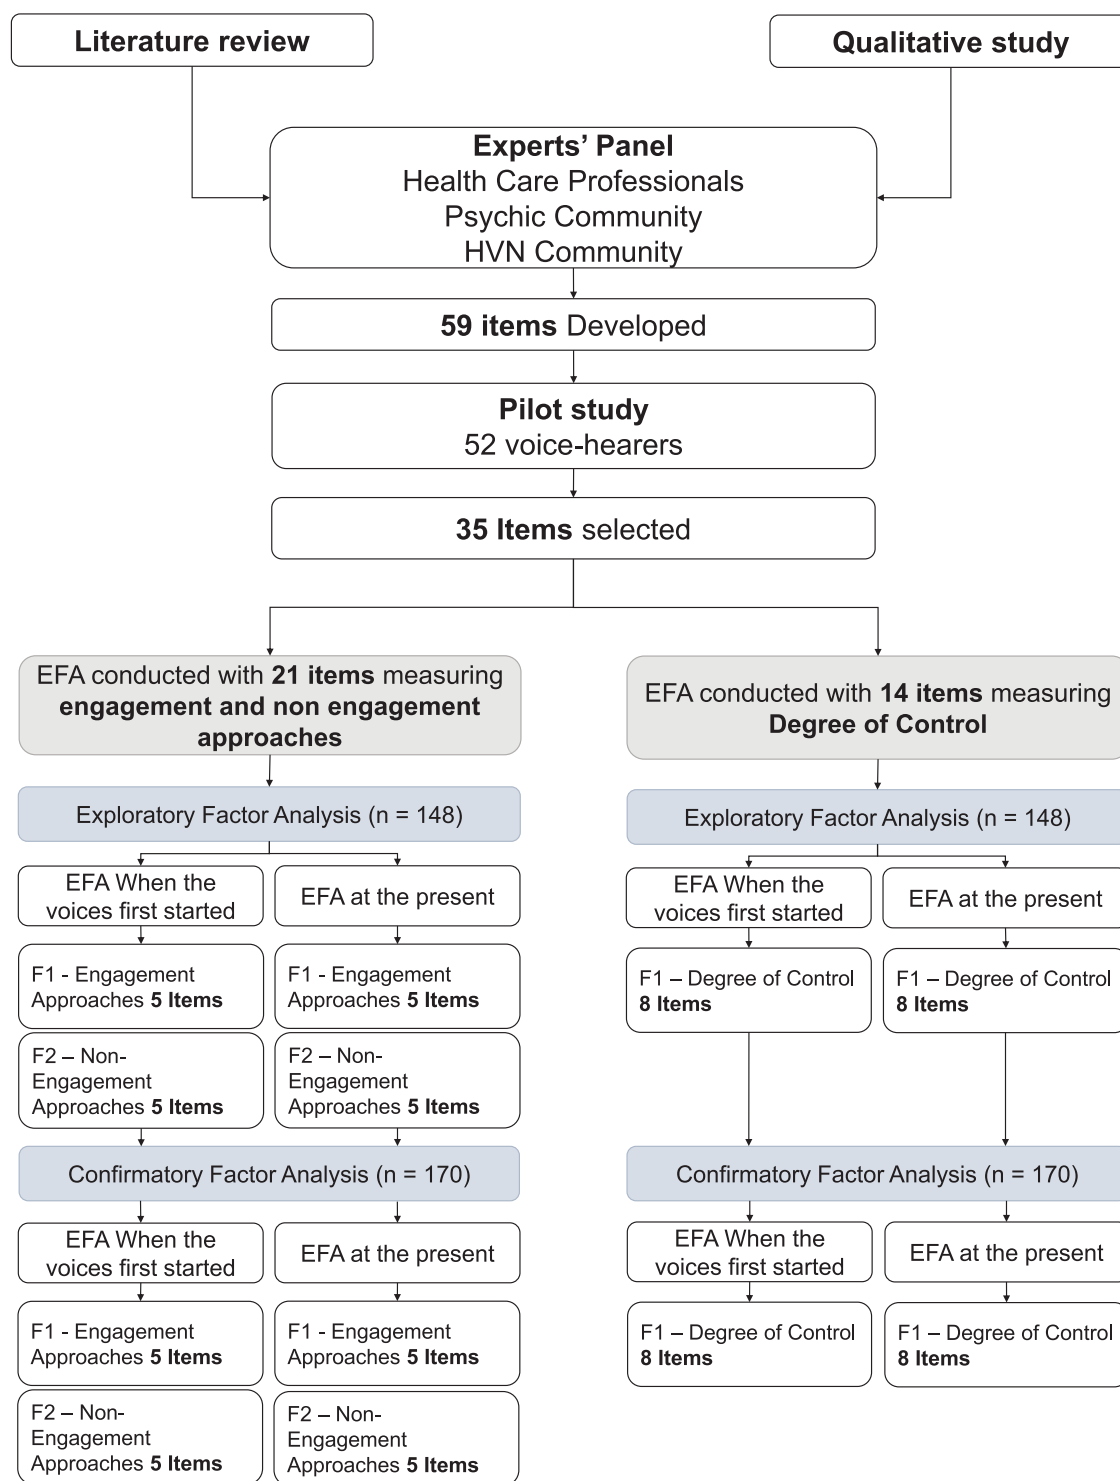 Literature review
Qualitative study
Experts’ Panel
Health Care Professionals
Psychic Community
HVN Community
59 items Developed
Pilot study
52 voice-hearers
35 Items selected
EFA conducted with 21 items measuring
engagement and non engagement
approaches
EFA conducted with 14 items measuring
Degree of Control
Exploratory Factor Analysis (n = 148)
Exploratory Factor Analysis (n = 148)
EFA When the
voices first started
EFA at the present
EFA When the
voices first started
EFA at the present
F1 - Engagement
Approaches 5 Items
F1 - Engagement
Approaches 5 Items
F1 – Degree of Control
8 Items
F1 – Degree of Control
8 Items
F2 – Non-
Engagement
Approaches 5 Items
F2 – Non-
Engagement
Approaches 5 Items
Confirmatory Factor Analysis (n = 170)
Confirmatory Factor Analysis (n = 170)
EFA When the
voices first started
EFA at the present
EFA When the
voices first started
EFA at the present
F1 - Engagement
Approaches 5 Items
F1 - Engagement
Approaches 5 Items
F1 – Degree of Control
8 Items
F1 – Degree of Control
8 Items
F2 – Non-
Engagement
Approaches 5 Items
F2 – Non-
Engagement
Approaches 5 Items